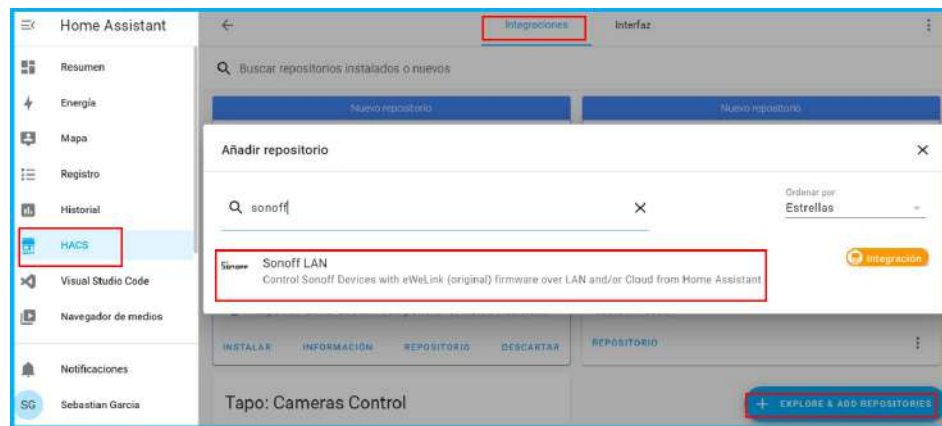 Home Assistant
Integraciones
Interfaz
Resumen
Buscar repositorios instalados o nuevos
Energía
Nuevo repositorio
Nuevo repositorio
Mapa
Añadir repositorio
Registro
sonoff
Ordenar por
Estrellas
Historial
HACS
Sonoff
Sonoff LAN
Integración
Control Sonoff Devices with eWeLink (original) firmware over LAN and/or Cloud from Home Assistant
Visual Studio Code
Navegador de medios
INSTALAR
INFORMACIÓN
REPOSITORIO
DESCARTAR
REPOSITORIO
Notificaciones
SG
Sebastian Garcia
Tapo: Cameras Control
EXPLORE & ADD REPOSITORIES